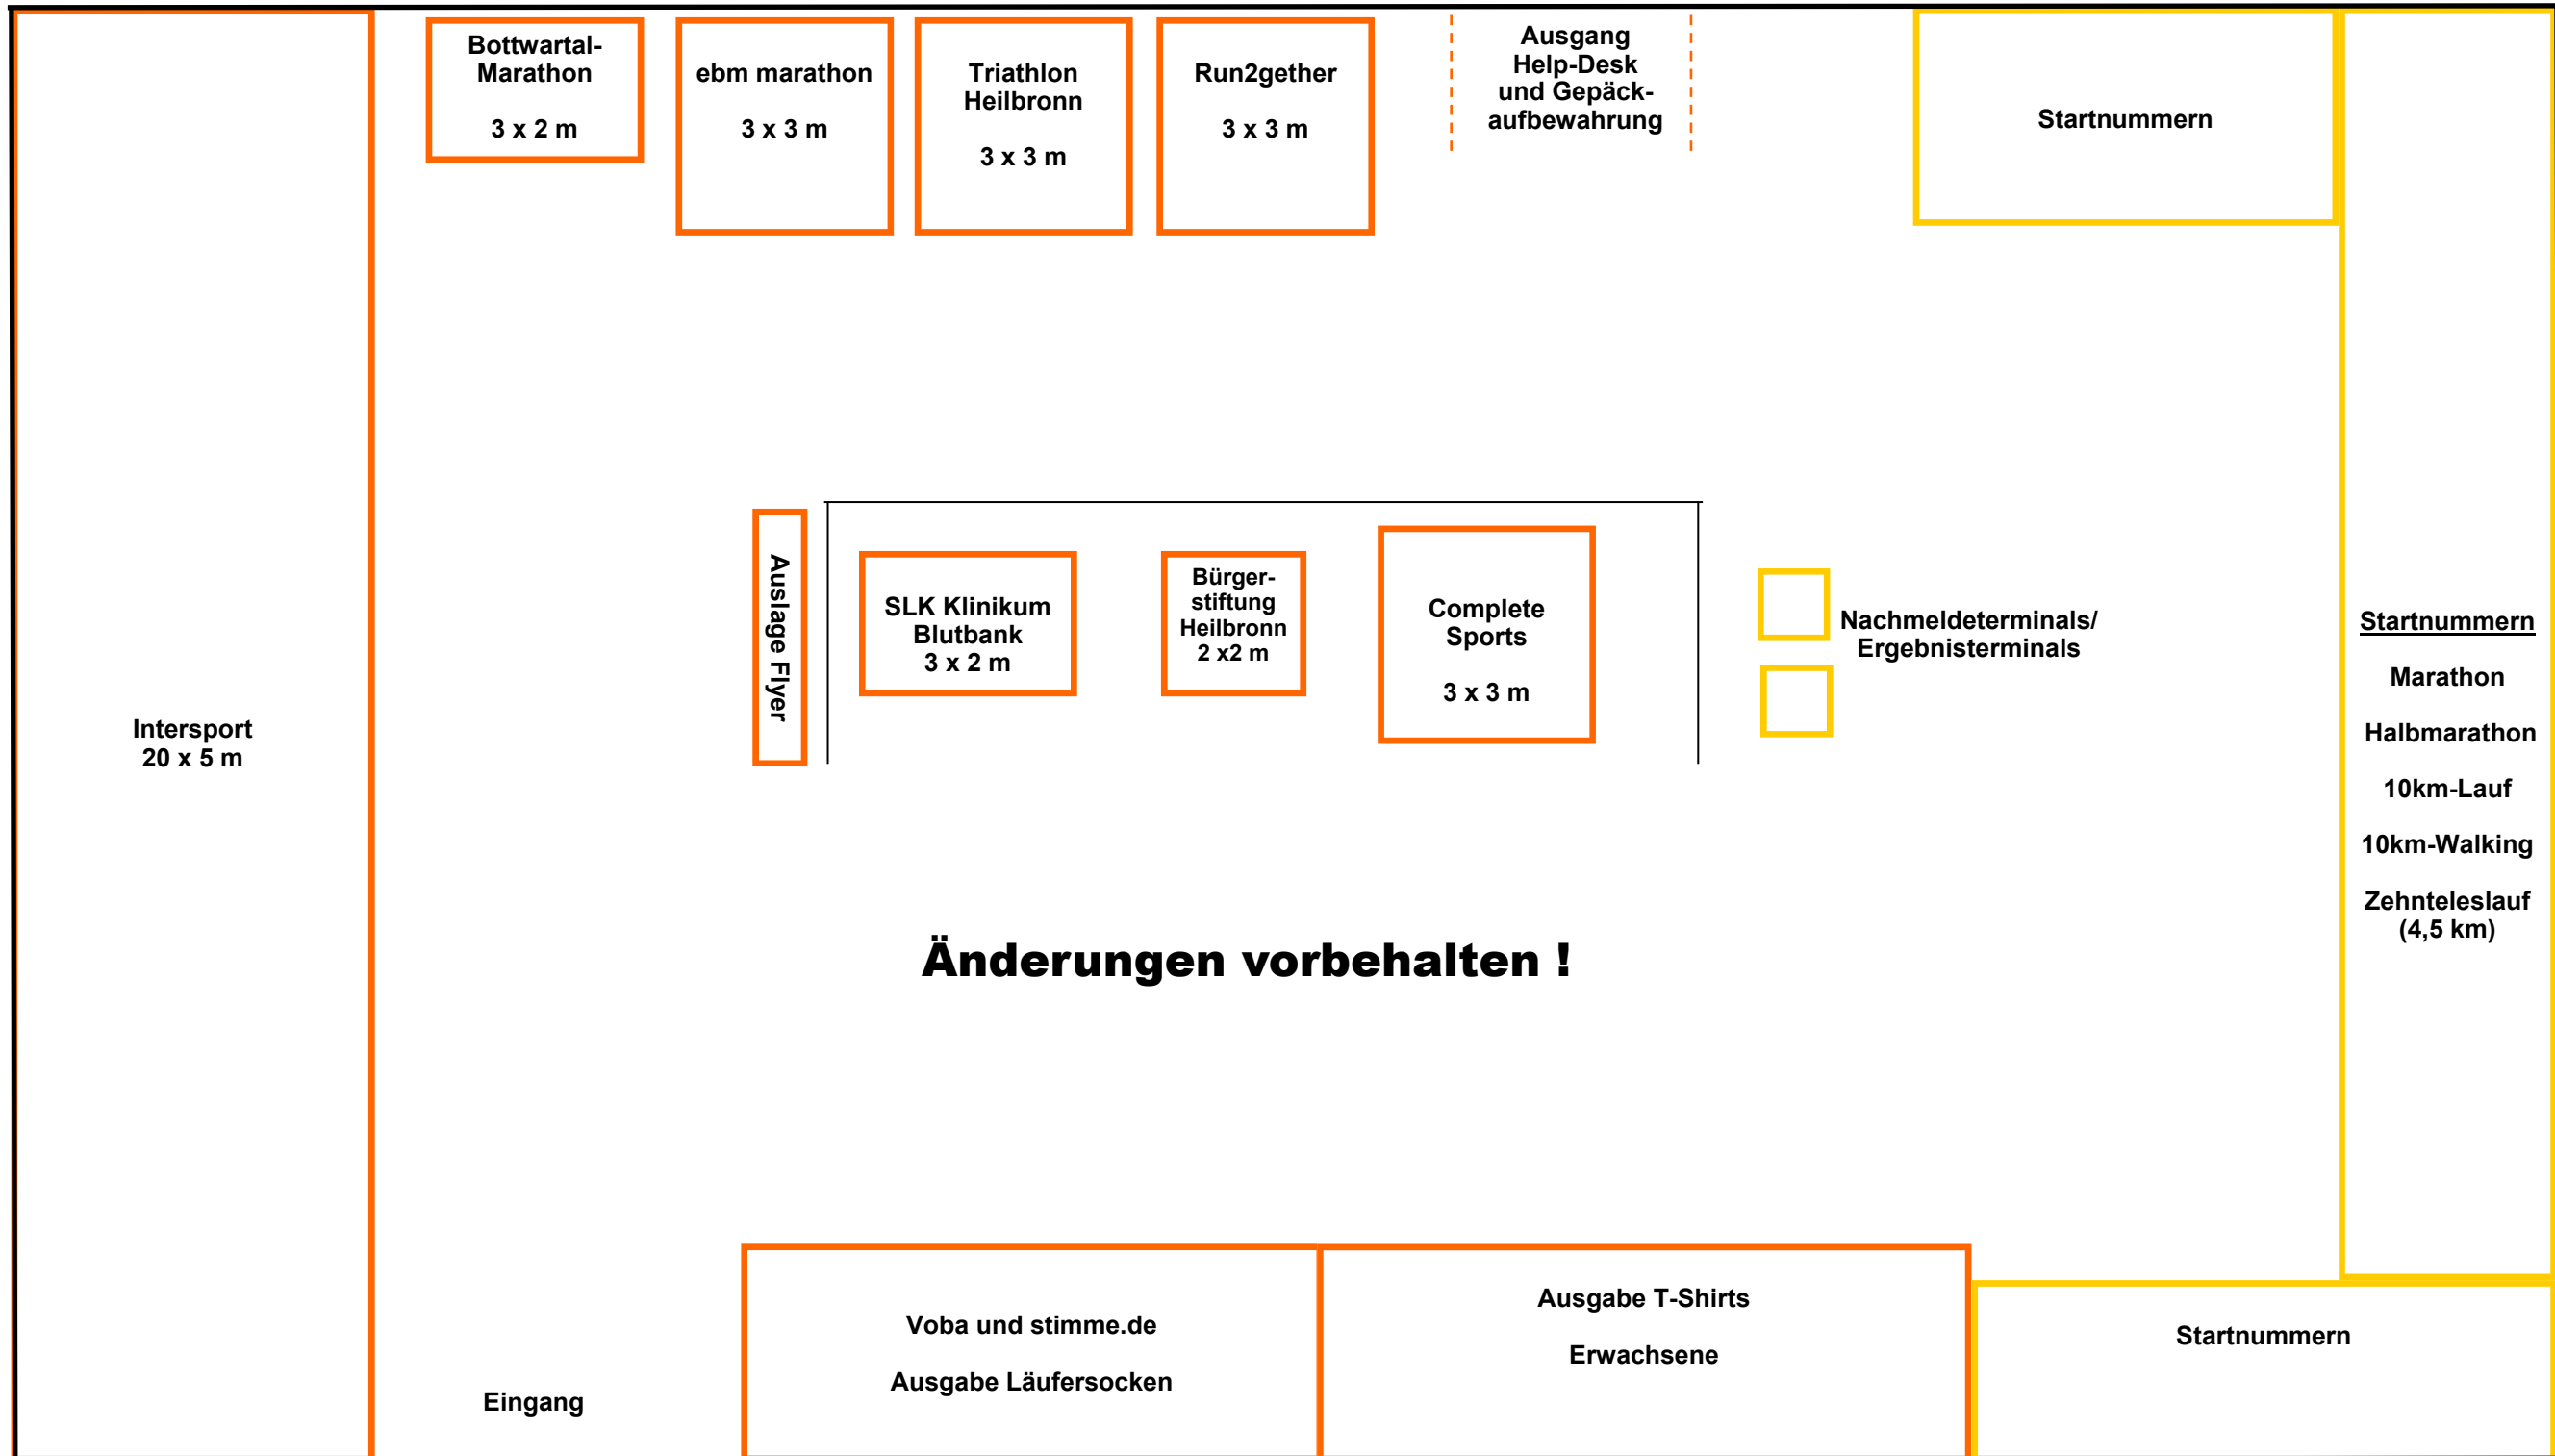 Bottwartal-
Marathon
3 x 2 m
ebm marathon
3 x 3 m
Triathlon
Heilbronn
3 x 3 m
Run2gether
3 x 3 m
Ausgang
Help-Desk
und Gepäck-
aufbewahrung
Startnummern
Intersport
20 x 5 m
Auslage Flyer
SLK Klinikum
Blutbank
3 x 2 m
Bürger-
stiftung
Heilbronn
2 x2 m
Complete
Sports
3 x 3 m
Nachmeldeterminals/
Ergebnisterminals
Startnummern
Marathon
Halbmarathon
10km-Lauf
10km-Walking
Zehnteleslauf
(4,5 km)
Änderungen vorbehalten !
Eingang
Voba und stimme.de
Ausgabe Läufersocken
Ausgabe T-Shirts
Erwachsene
Startnummern